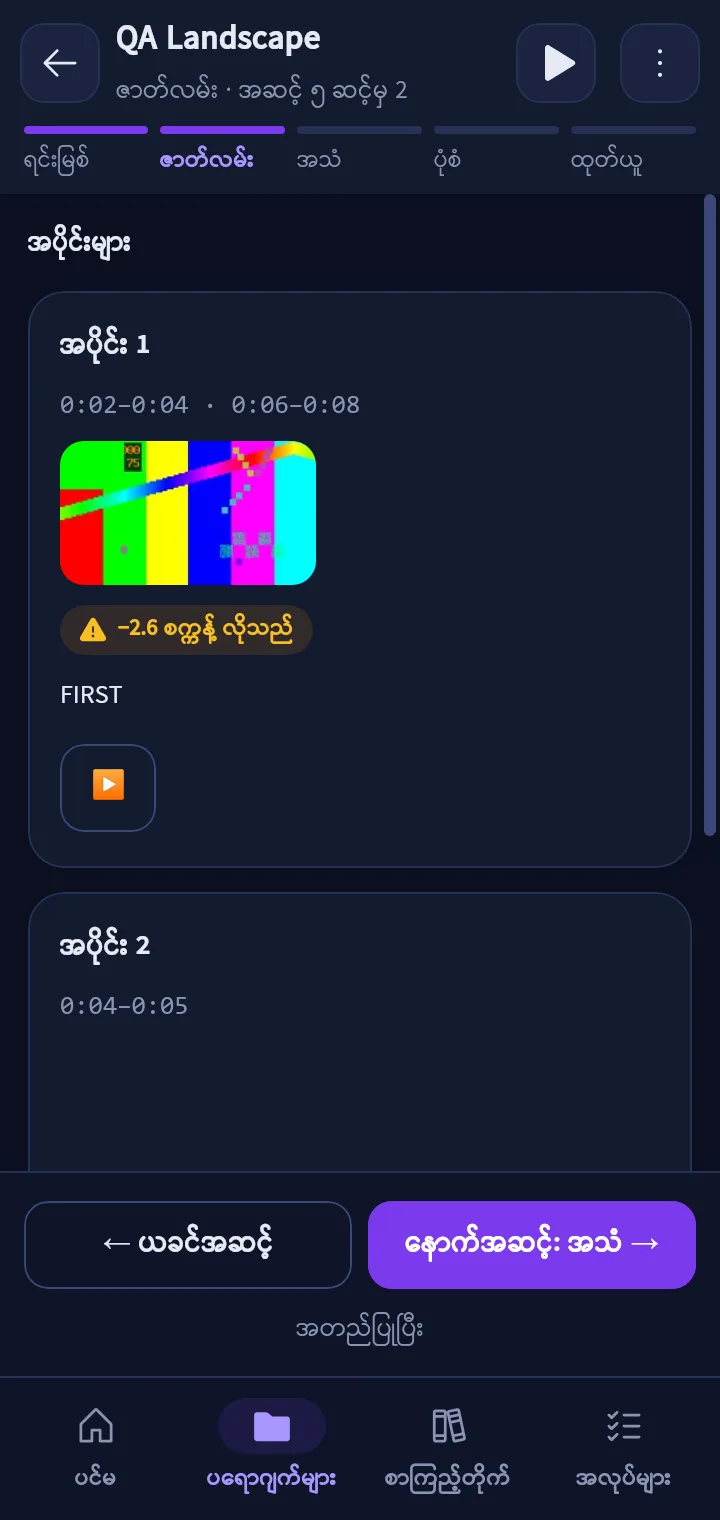 QA Landscape
ဇာတ်လမ်း · အဆင့် ၅ ဆင့်မှ 2
ရင်းမြစ်
ဇာတ်လမ်း
အသံ
ပုံစံ
ထုတ်ယူ
အပိုင်းများ
အပိုင်း 1
0:02–0:04 · 0:06–0:08
75
−2.6 စက္ကန့် လိုသည်
FIRST
အပိုင်း 2
0:04–0:05
← ယခင်အဆင့်
နောက်အဆင့်: အသံ →
အတည်ပြုပြီး
ပင်မ
ပရောဂျက်များ
စာကြည့်တိုက်
အလုပ်များ